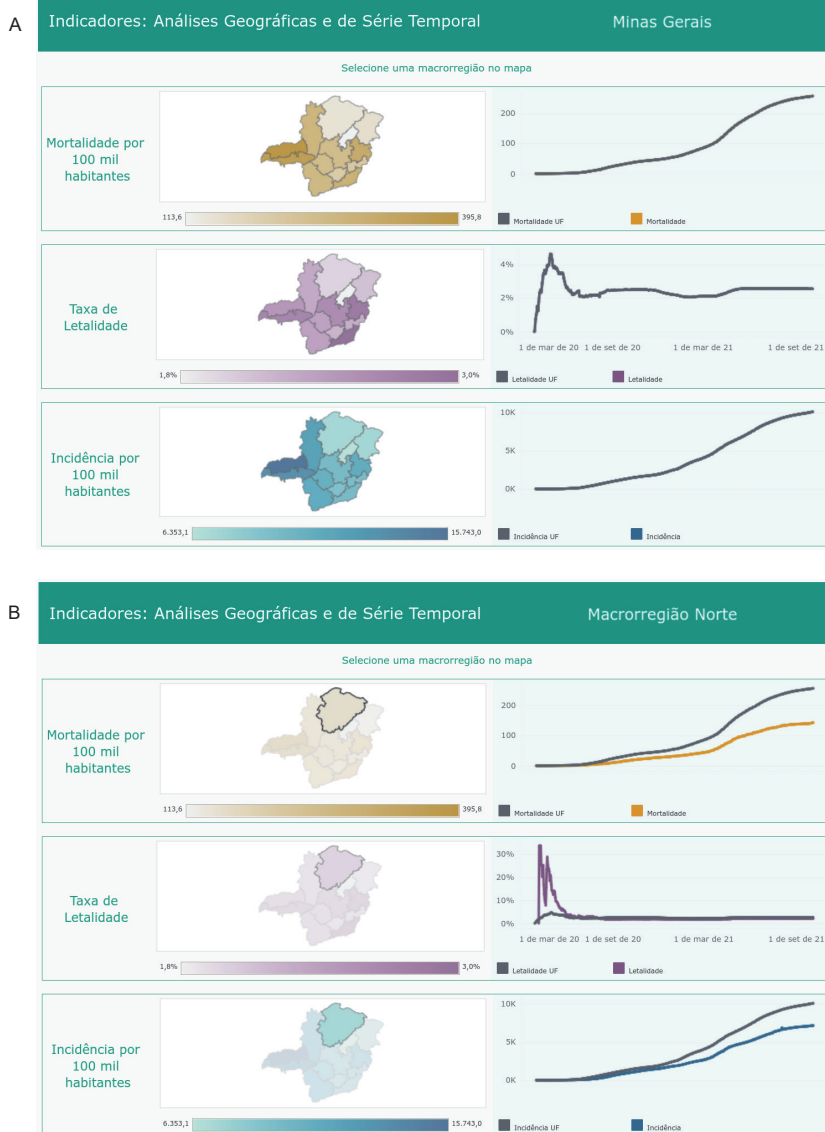 A
Indicadores: Análises Geográficas e de Série Temporal
Minas Gerais
Selecione uma macrorregião no mapa
Mortalidade por
100 mil
habitantes
113,6
395,8
200
100
0
Mortalidade UF
Mortalidade
Taxa de
Letalidade
1,8%
3,0%
4%
2%
0%
1 de mar de 20
1 de set de 20
1 de mar de 21
1 de set de 21
Letalidade UF
Letalidade
Incidência por
100 mil
habitantes
6.353,1
15.743,0
10K
5K
0K
Incidência UF
Incidência
B
Indicadores: Análises Geográficas e de Série Temporal
Macrorregião Norte
Selecione uma macrorregião no mapa
Mortalidade por
100 mil
habitantes
113,6
395,8
200
100
0
Mortalidade UF
Mortalidade
Taxa de
Letalidade
1,8%
3,0%
30%
20%
10%
0%
1 de mar de 20
1 de set de 20
1 de mar de 21
1 de set de 21
Letalidade UF
Letalidade
Incidência por
100 mil
habitantes
6.353,1
15.743,0
10K
5K
0K
Incidência UF
Incidência